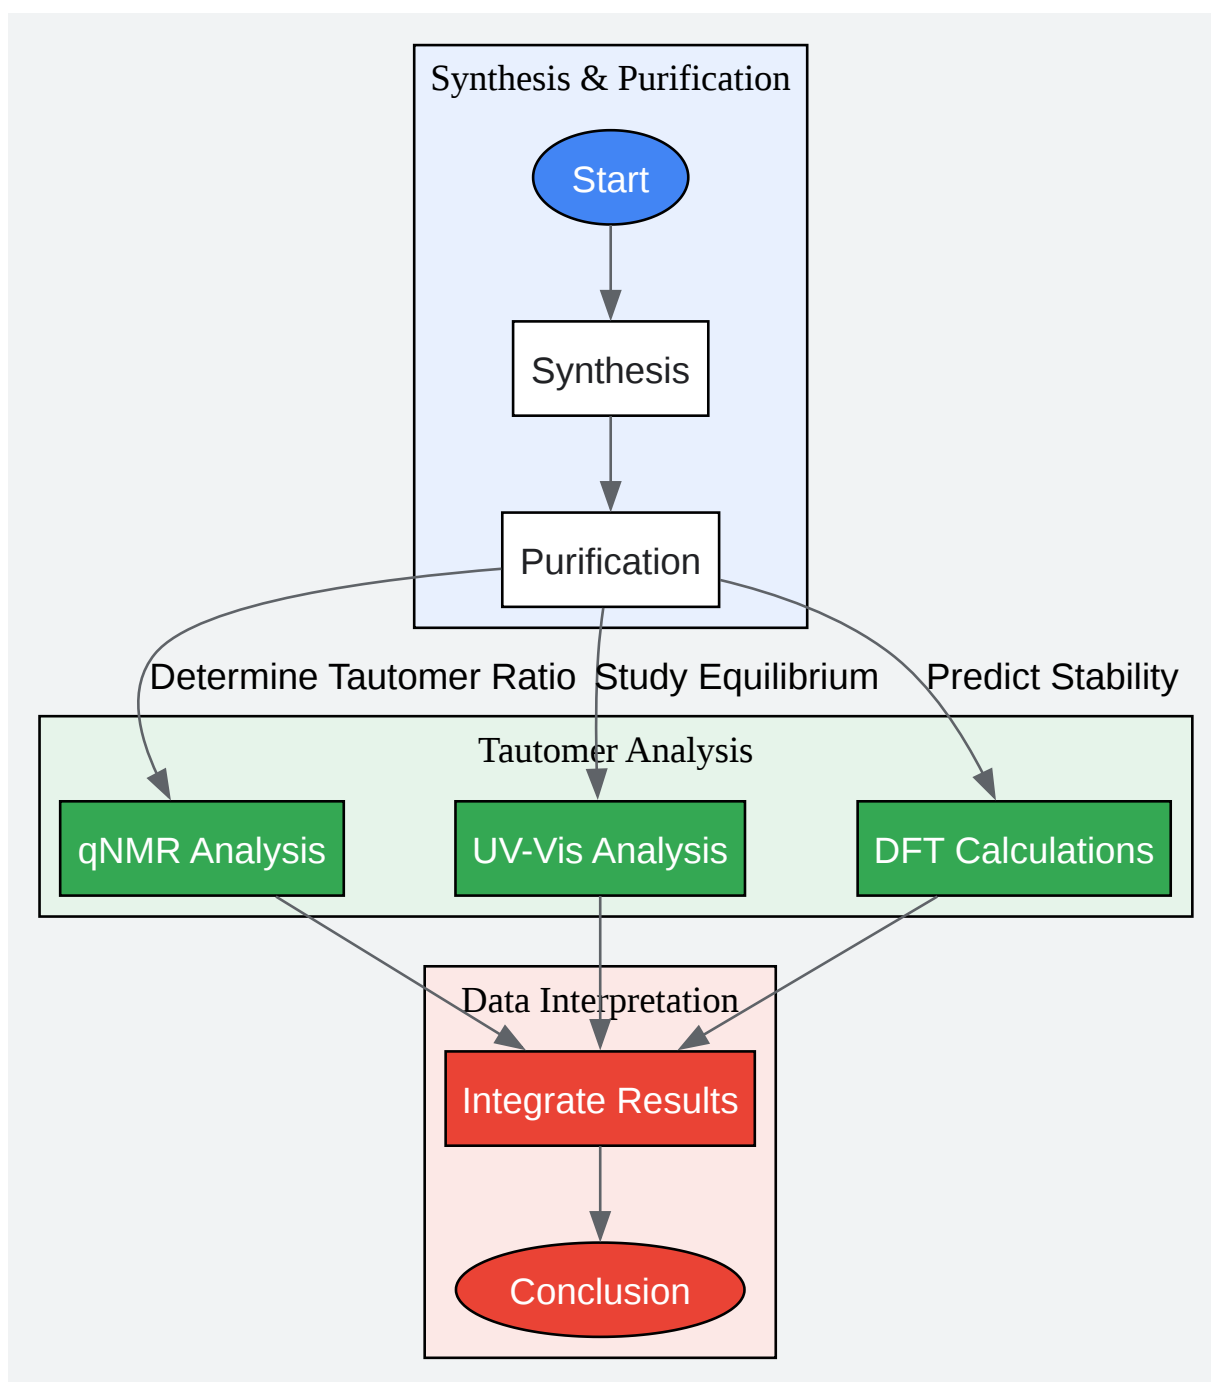 Synthesis & Purification
Start
Synthesis
Purification
Determine Tautomer Ratio
Study Equilibrium
Predict Stability
Tautomer Analysis
qNMR Analysis
UV-Vis Analysis
DFT Calculations
Data Interpretation
Integrate Results
Conclusion